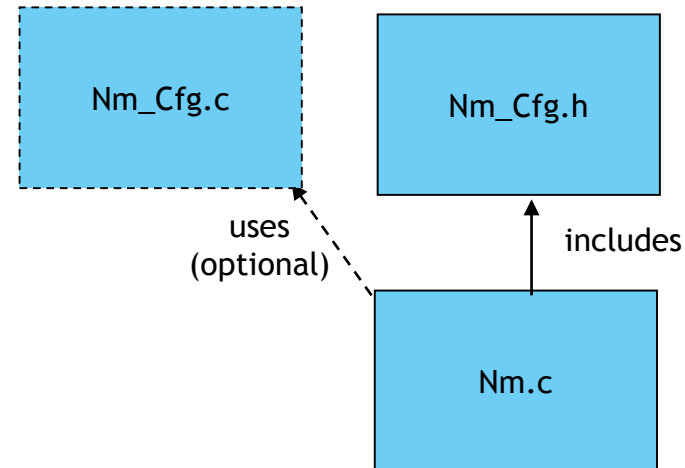 Nm_Cfg.c
Nm_Cfg.h
uses
(optional)
includes
Nm.c